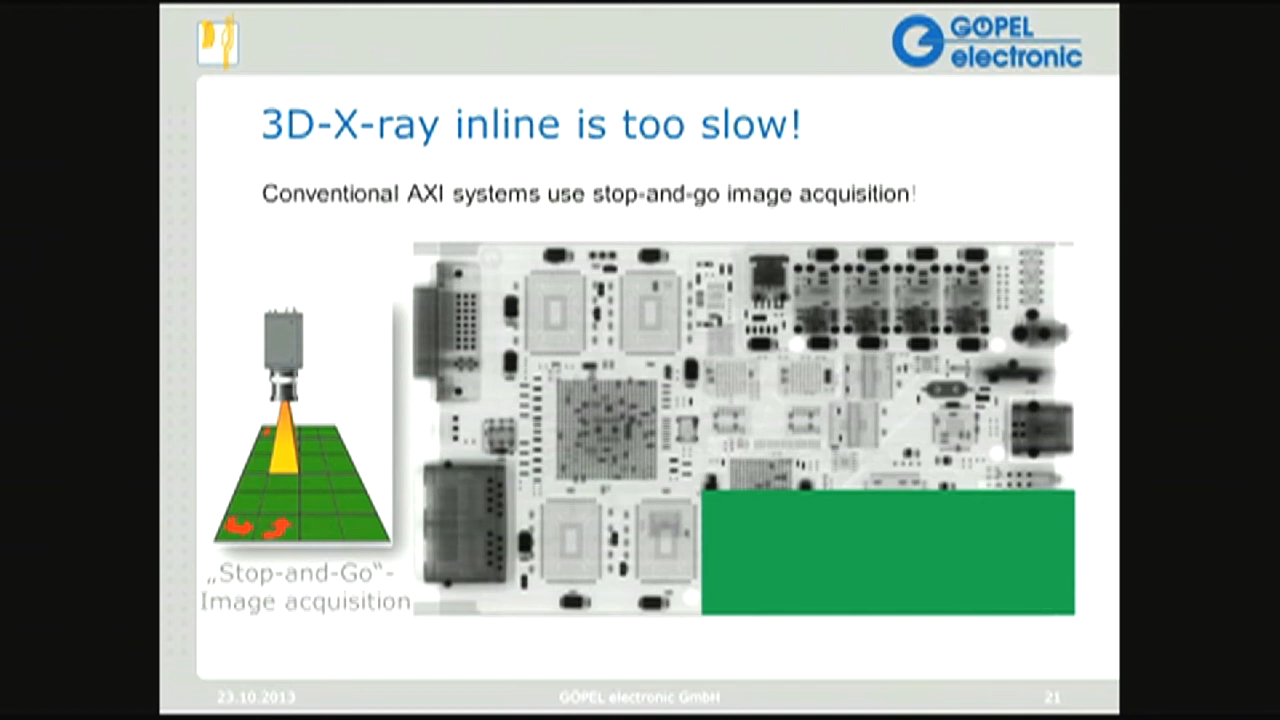 GÖPEL
electronic
3D-X-ray inline is too slow!
Conventional AXI systems use stop-and-go image acquisition!
„Stop-and-Go“-
Image acquisition
23.10.2013
GÖPEL electronic GmbH
21